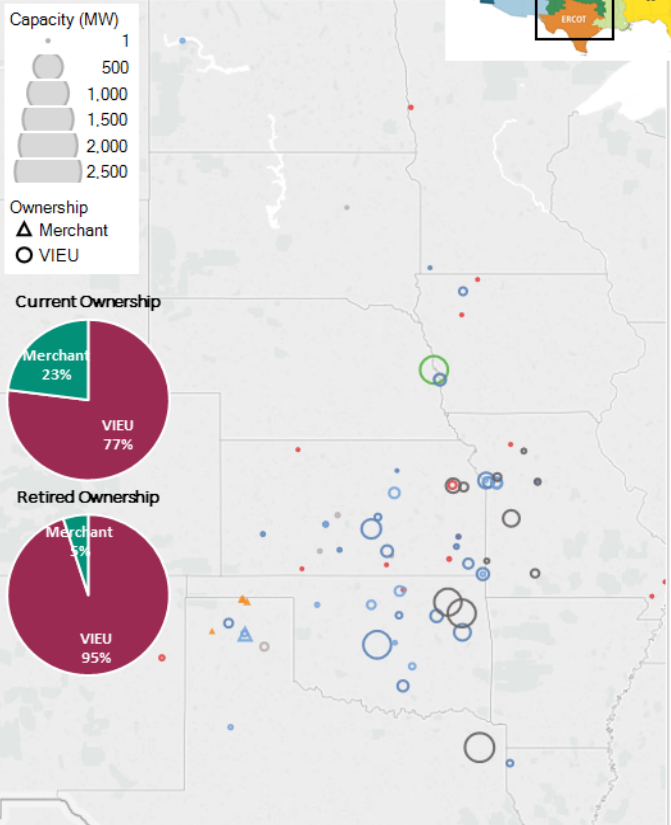 Capacity (MW)
1
500
1,000
1,500
2,000
2,500
Ownership
Merchant
VIEU
ERCOT
Current Ownership
Merchant
23%
VIEU
77%
Retired Ownership
Merchant
5%
VIEU
95%